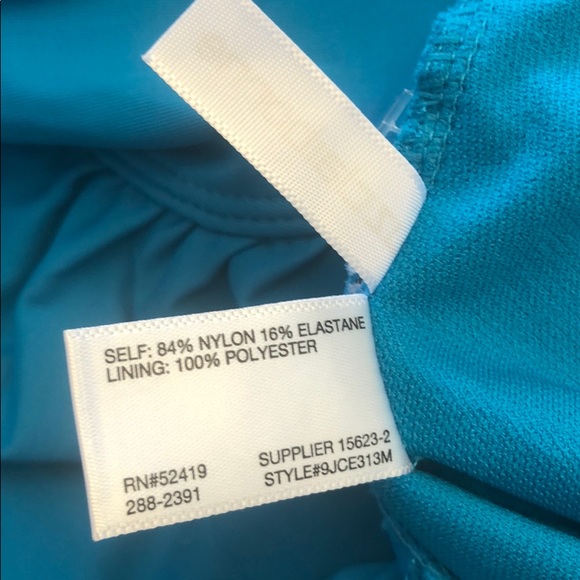 SELF: 84% NYLON 16% ELASTANE
LINING: 100% POLYESTER
RN#52419 SUPPLIER 15623-2
288-2391 STYLE#9JCE313M